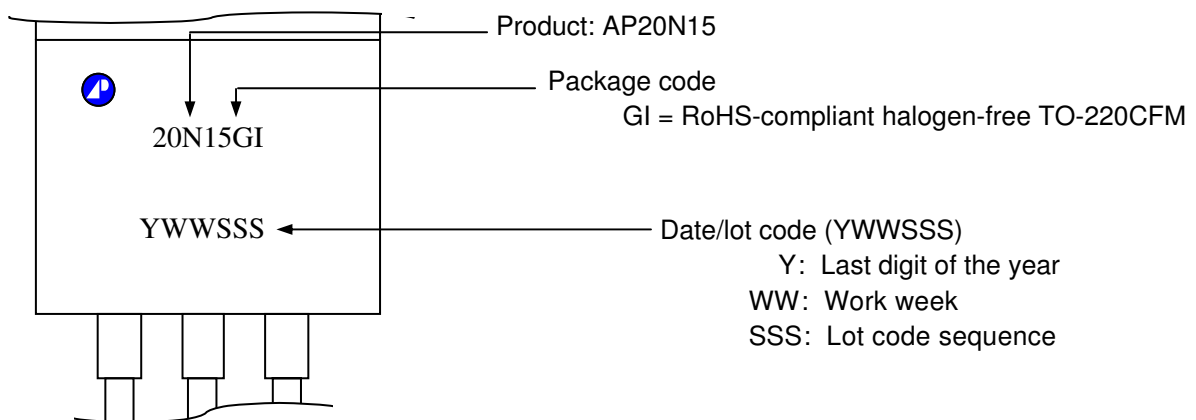 Product: AP20N15
Package code
GI = RoHS-compliant halogen-free TO-220CFM
AP
20N15GI
YWWSSS
Date/lot code (YWWSSS)
Y: Last digit of the year
WW: Work week
SSS: Lot code sequence